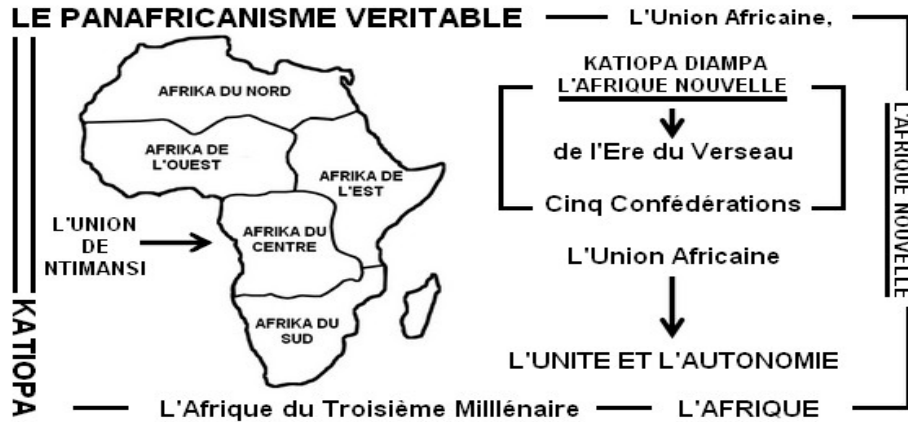 LE PANAFRICANISME VERITABLE
L'Union Africaine,
KATIOPA DIAMPA
L'AFRIQUE NOUVELLE
de l'Ere du Verseau
Cinq Confédérations
L'Union Africaine
L'UNITE ET L'AUTONOMIE
L'AFRIQUE NOUVELLE
AFRIKA DU NORD
AFRIKA DE
L'OUEST
AFRIKA DE
L'EST
AFRIKA DU
CENTRE
AFRIKA DU
SUD
L'UNION
DE
NTIMANSI
KATIOPA
L'Afrique du Troisième Milllénaire
L'AFRIQUE